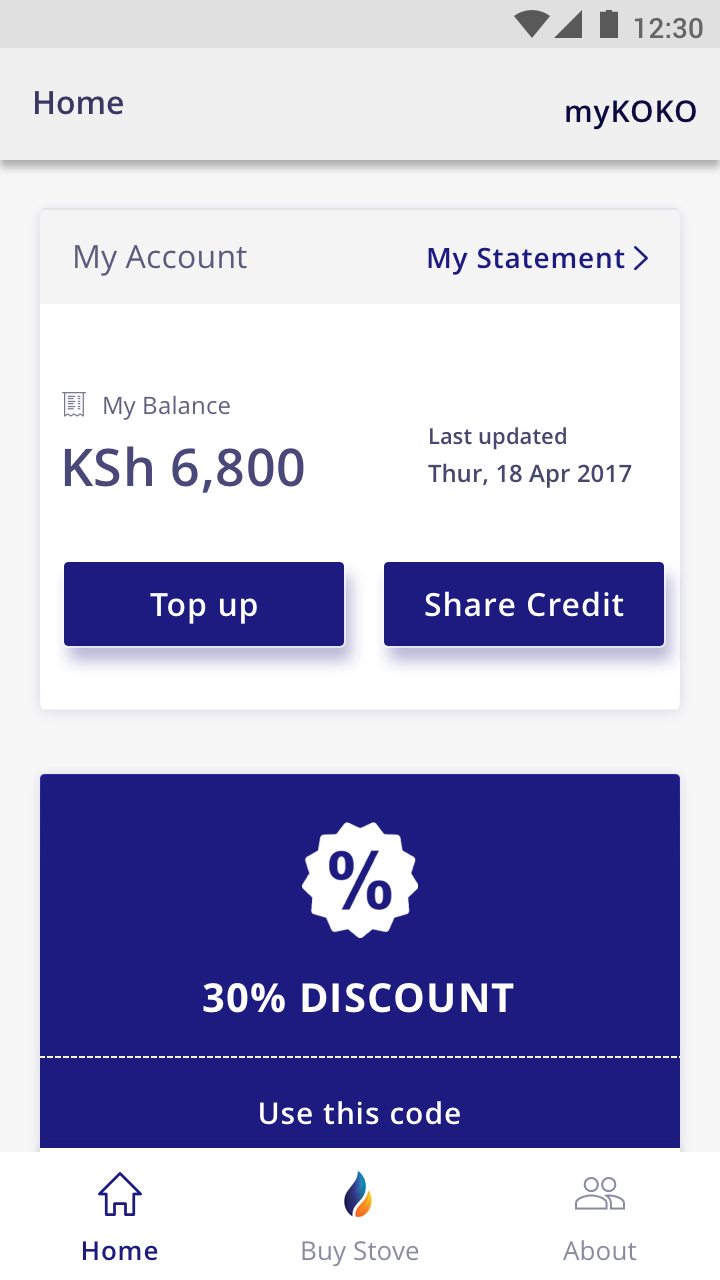 12:30
Home
myKOKO
My Account
My Statement
My Balance
KSh 6,800
Last updated
Thur, 18 Apr 2017
Top up
Share Credit
%
30% DISCOUNT
Use this code
Home
Buy Stove
About